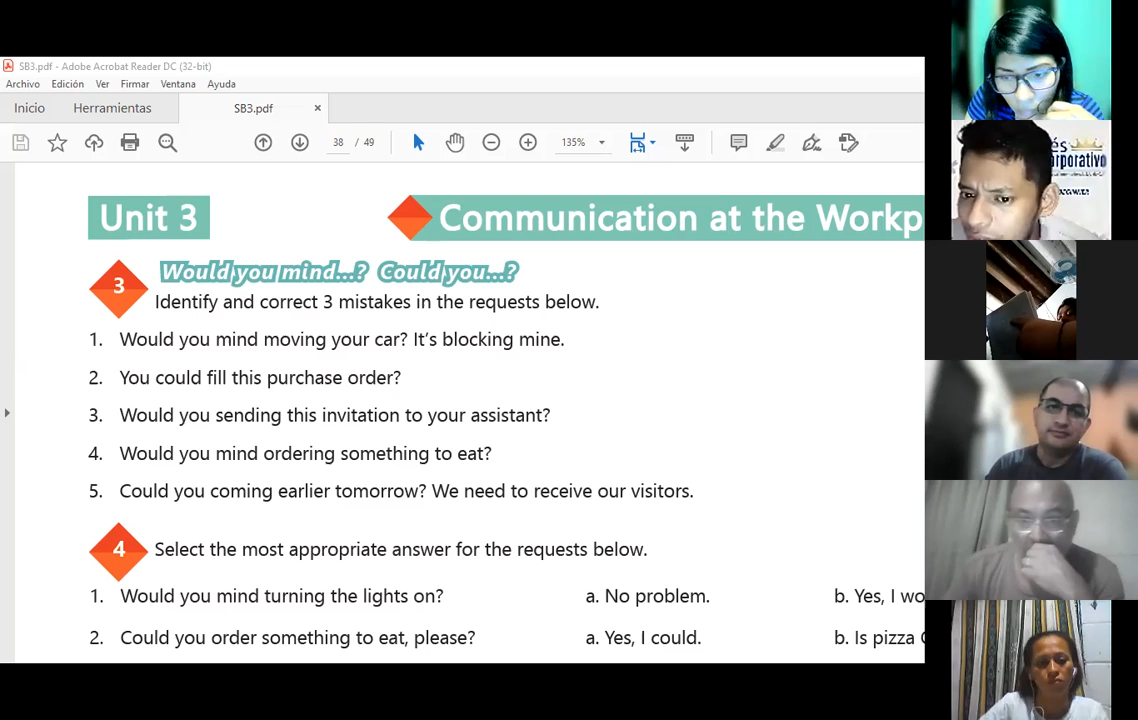 SB3.pdf - Adobe Acrobat Reader DC (32-bit)
Archivo Edición Ver Firmar Ventana Ayuda
Inicio Herramientas SB3.pdf
38 / 49 135%
Unit 3 Communication at the Workp
3 Would you mind...? Could you...?
Identify and correct 3 mistakes in the requests below.
1. Would you mind moving your car? It's blocking mine.
2. You could fill this purchase order?
3. Would you sending this invitation to your assistant?
4. Would you mind ordering something to eat?
5. Could you coming earlier tomorrow? We need to receive our visitors.
4 Select the most appropriate answer for the requests below.
1. Would you mind turning the lights on? a. No problem. b. Yes, I wo
2. Could you order something to eat, please? a. Yes, I could. b. Is pizza
és
orporativo